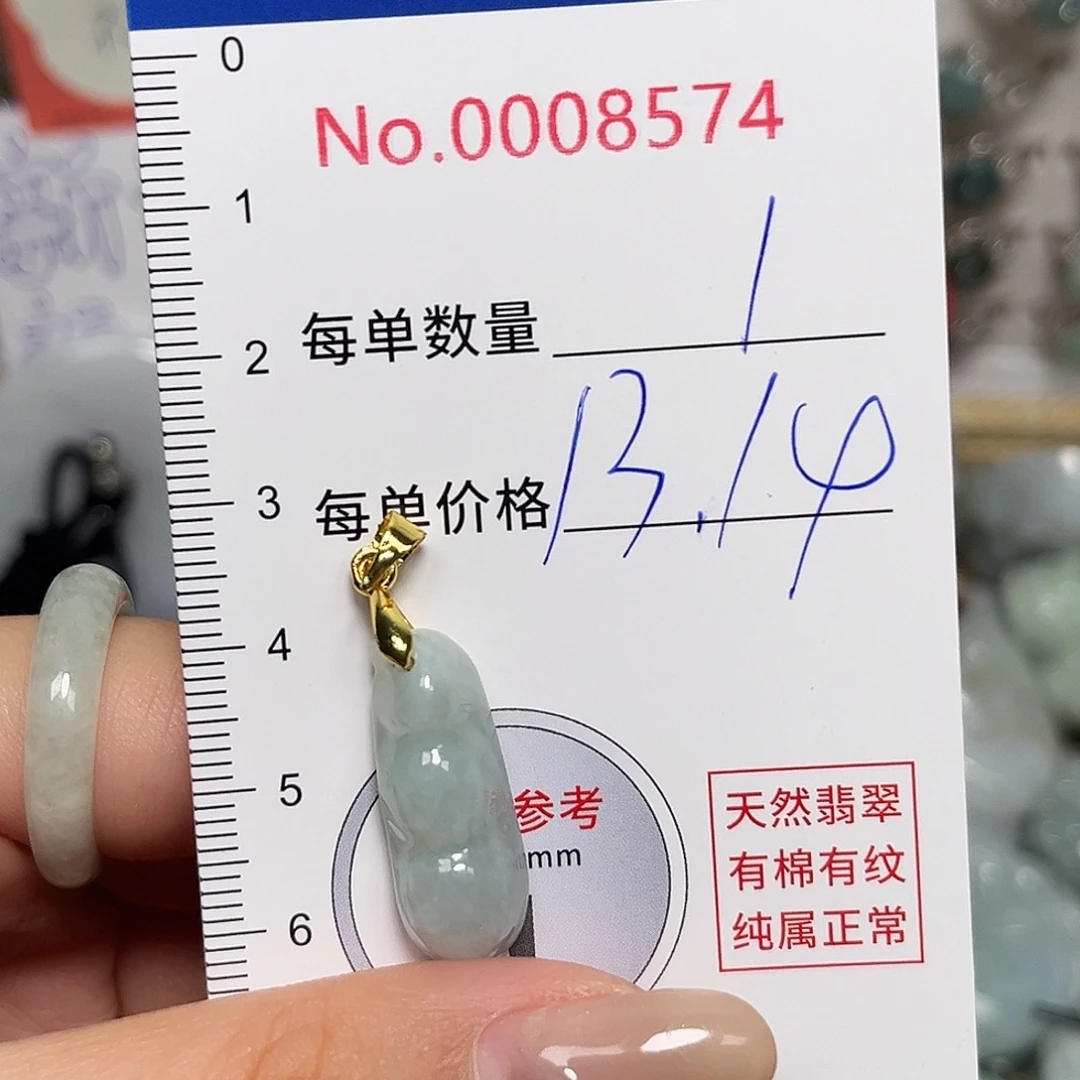 0
No.0008574
1
每单数量 1
2
每单价格 13.14
3
4
5
参考
mm
天然翡翠
有棉有纹
纯属正常
6